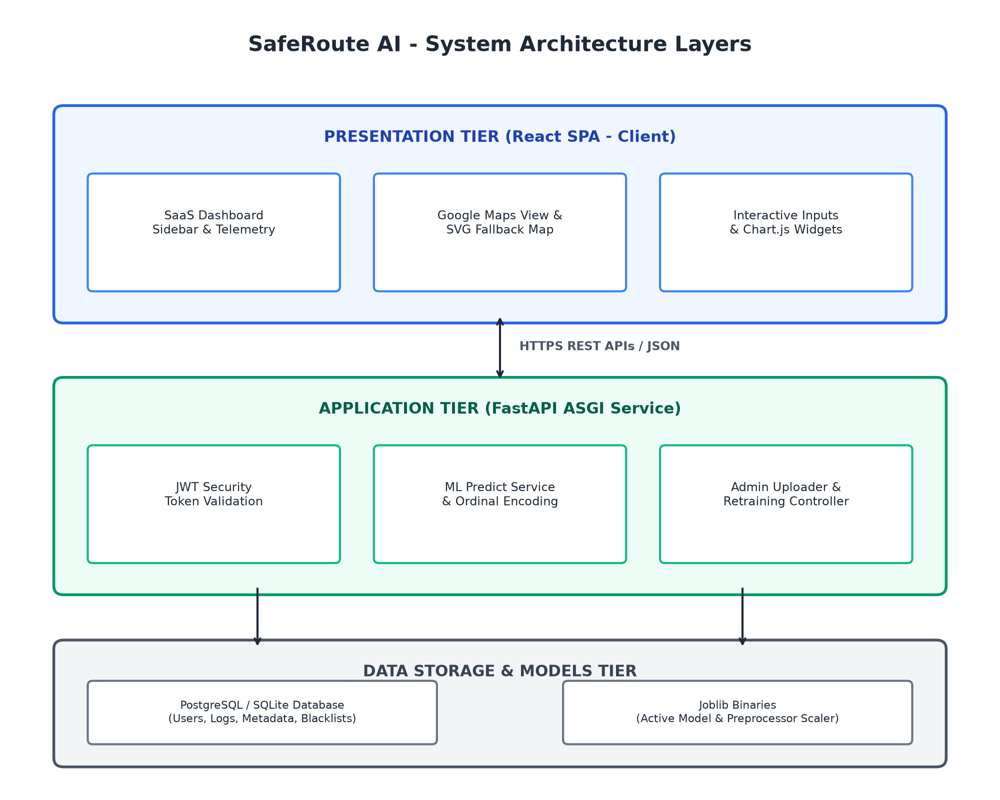 SafeRoute AI - System Architecture Layers
PRESENTATION TIER (React SPA - Client)
SaaS Dashboard
Sidebar & Telemetry
Google Maps View &
SVG Fallback Map
Interactive Inputs
& Chart.js Widgets
HTTPS REST APIs / JSON
APPLICATION TIER (FastAPI ASGI Service)
JWT Security
Token Validation
ML Predict Service
& Ordinal Encoding
Admin Uploader &
Retraining Controller
DATA STORAGE & MODELS TIER
PostgreSQL / SQLite Database
(Users, Logs, Metadata, Blacklists)
Joblib Binaries
(Active Model & Preprocessor Scaler)